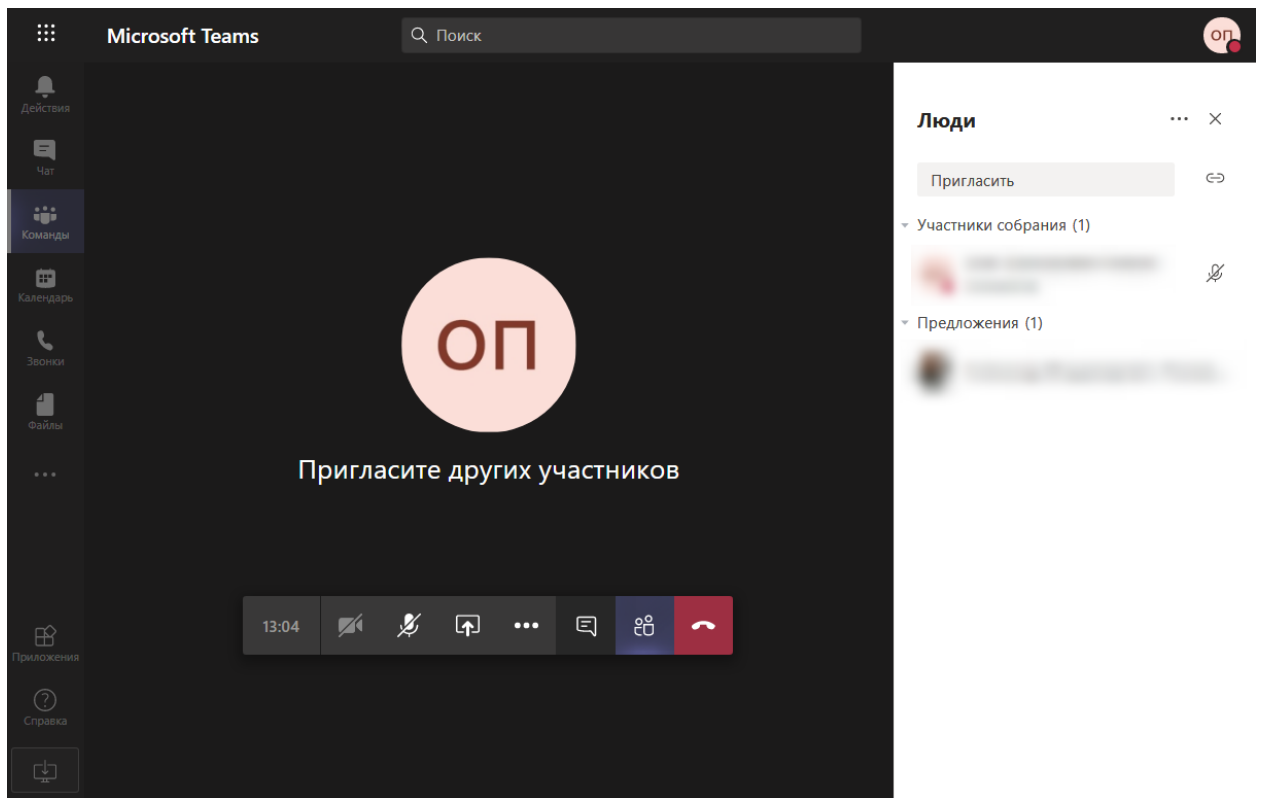 Microsoft Teams
Поиск
ОП
Действия
Чат
Команды
Календарь
Звонки
Файлы
Приложения
Справка
ОП
Пригласите других участников
13:04
Люди
Пригласить
Участники собрания (1)
Предложения (1)